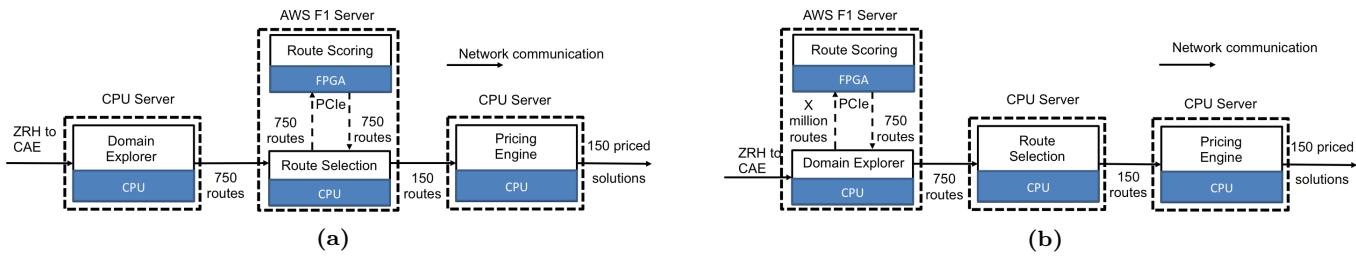 AWS F1 Server
Route Scoring
FPGA
Network communication
PCIe
750
routes
750
routes
CPU Server
CPU Server
ZRH to
CAE
Domain
Explorer
CPU
750
routes
Route Selection
CPU
150
routes
Pricing
Engine
CPU
150 priced
solutions
(a)
AWS F1 Server
Route Scoring
FPGA
Network communication
X
million
routes
PCIe
750
routes
CPU Server
CPU Server
ZRH to
CAE
Domain Explorer
CPU
750
routes
Route
Selection
CPU
150
routes
Pricing
Engine
CPU
150 priced
solutions
(b)